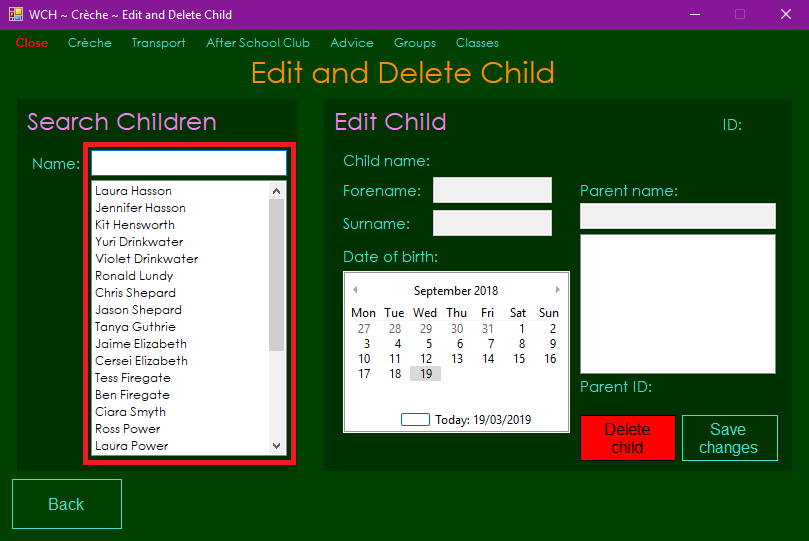 WCH ~ Crèche ~ Edit and Delete Child
Close Crèche Transport After School Club Advice Groups Classes
Edit and Delete Child
Search Children
Name:
Laura Hasson
Jennifer Hasson
Kit Hensworth
Yuri Drinkwater
Violet Drinkwater
Ronald Lundy
Chris Shepard
Jason Shepard
Tanya Guthrie
Jaime Elizabeth
Cersei Elizabeth
Tess Firegate
Ben Firegate
Ciara Smyth
Ross Power
Laura Power
Edit Child
ID:
Child name:
Forename:
Surname:
Date of birth:
September 2018
Mon Tue Wed Thu Fri Sat Sun
27 28 29 30 31 1 2
3 4 5 6 7 8 9
10 11 12 13 14 15 16
17 18 19
Today: 19/03/2019
Parent name:
Parent ID:
Delete
child
Save
changes
Back